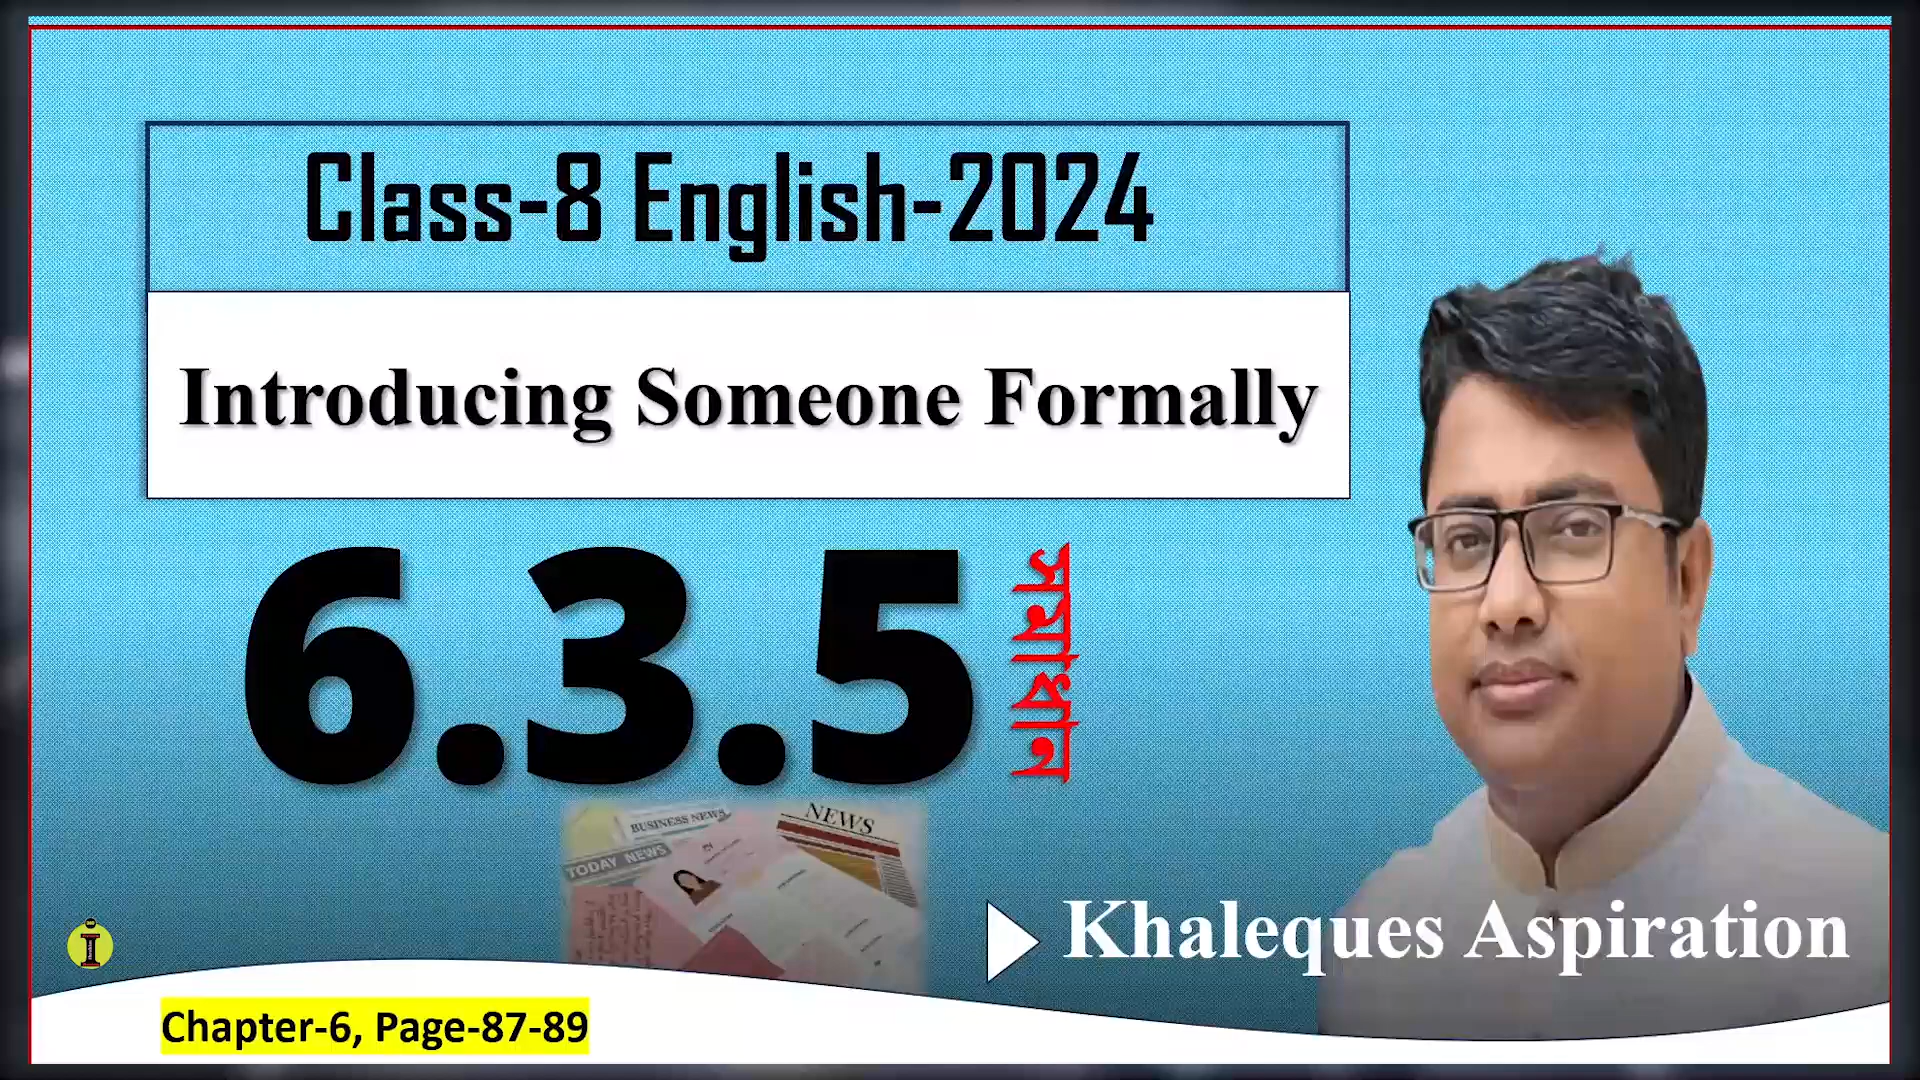 Class-8 English-2024
Introducing Someone Formally
6.3.5
সমাধান
BUSINESS NEWS
NEWS
TODAY NEWS
Khaleques Aspiration
Chapter-6, Page-87-89